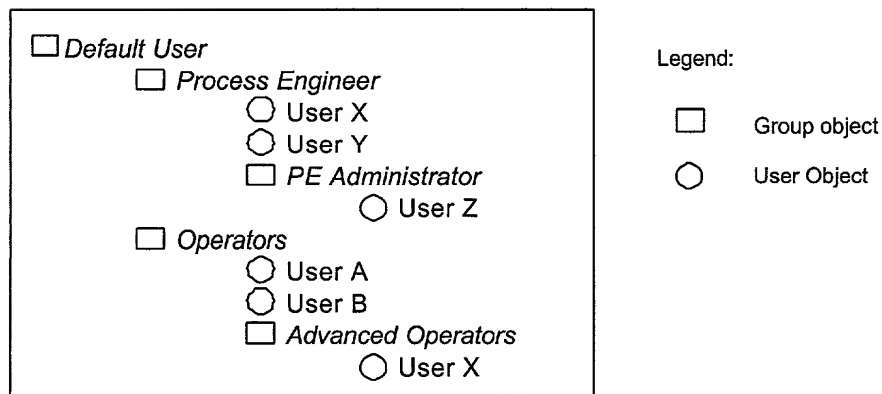 Default User
Process Engineer
User X
User Y
PE Administrator
User Z
Operators
User A
User B
Advanced Operators
User X
Legend:
Group object
User Object